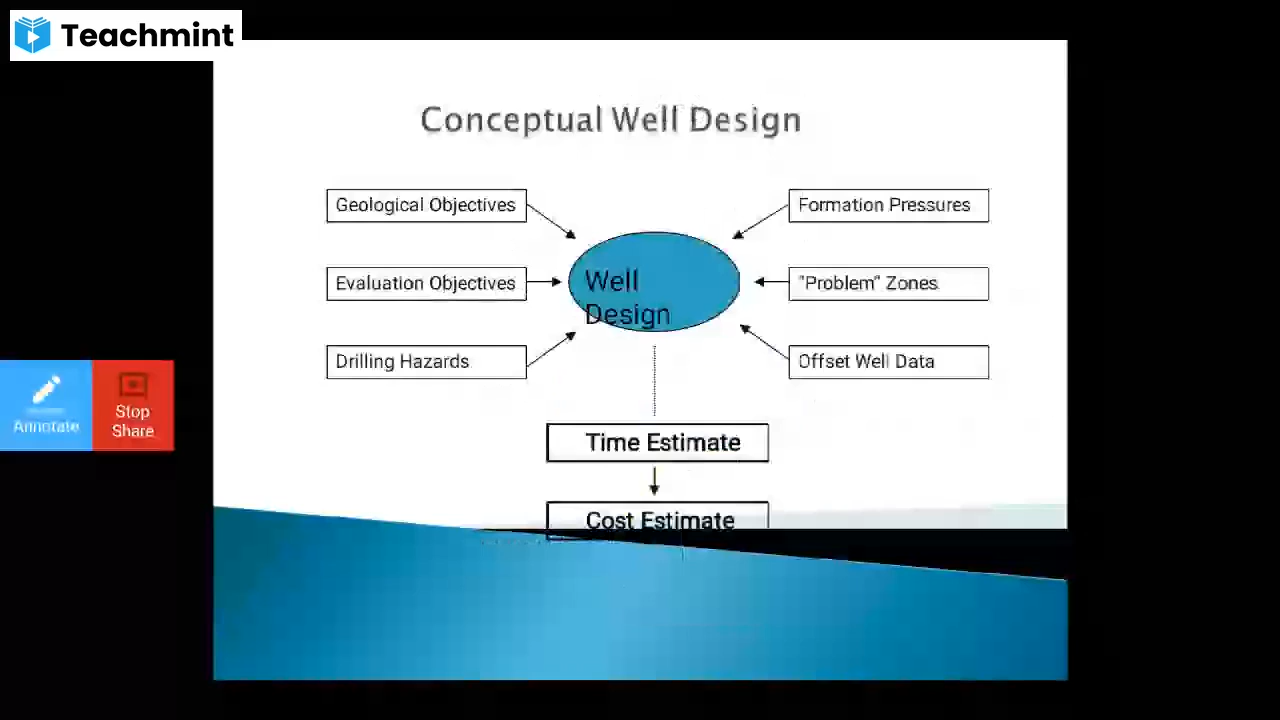 Teachmint
Conceptual Well Design
Geological Objectives
Formation Pressures
Evaluation Objectives
Well
Design
"Problem" Zones
Drilling Hazards
Offset Well Data
Annotate
Stop
Share
Time Estimate
Cost Estimate